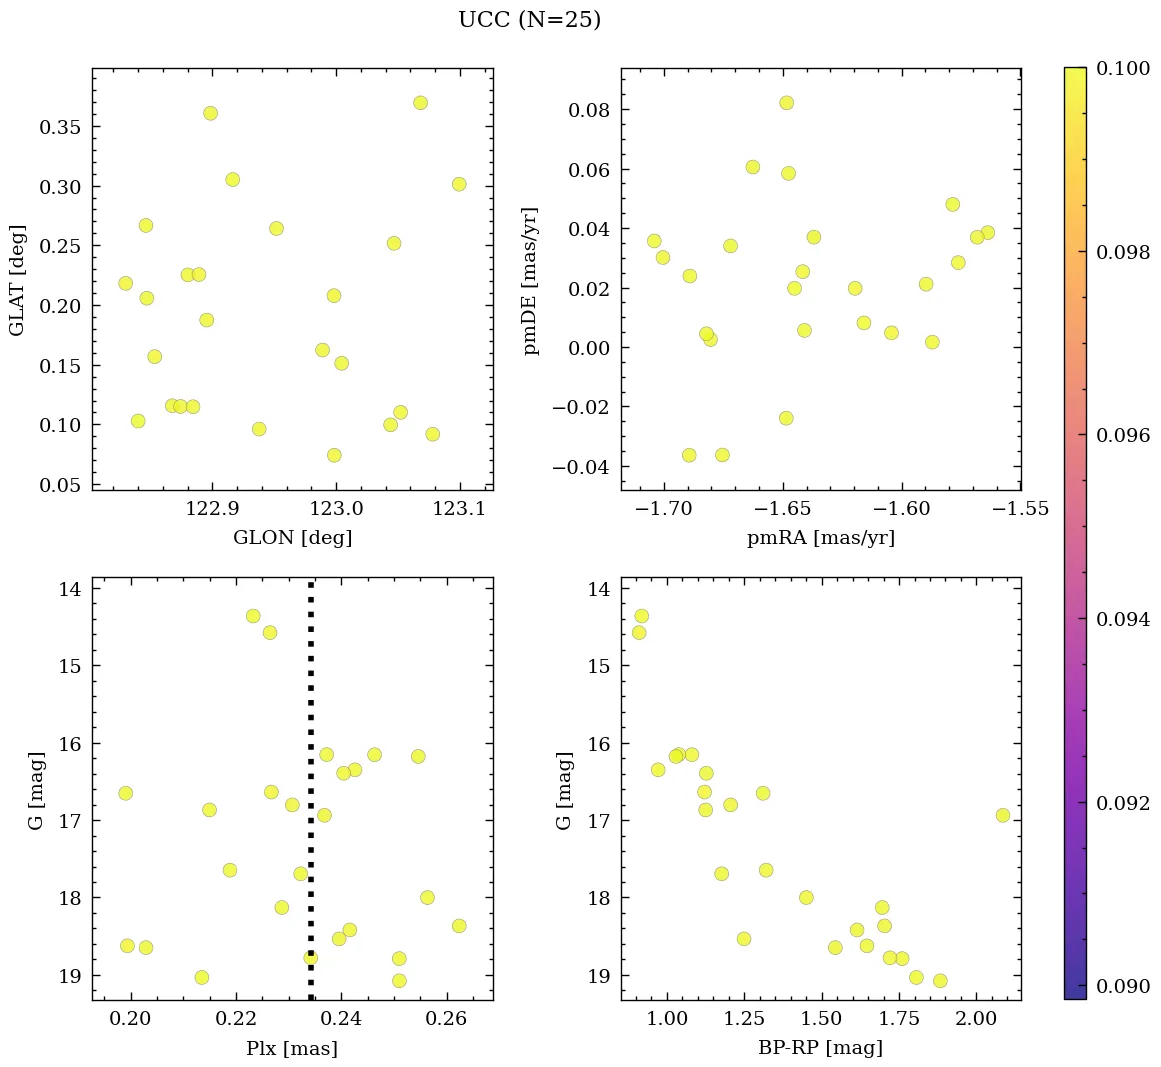 UCC (N=25)
0.35
0.30
0.25
0.20
0.15
0.10
0.05
GLAT [deg]
122.9 123.0 123.1
GLON [deg]
0.08
0.06
0.04
0.02
0.00
−0.02
−0.04
pmDE [mas/yr]
−1.70 −1.65 −1.60 −1.55
pmRA [mas/yr]
14
15
16
17
18
19
G [mag]
0.20 0.22 0.24 0.26
Plx [mas]
14
15
16
17
18
19
G [mag]
1.00 1.25 1.50 1.75 2.00
BP-RP [mag]
0.100
0.098
0.096
0.094
0.092
0.090